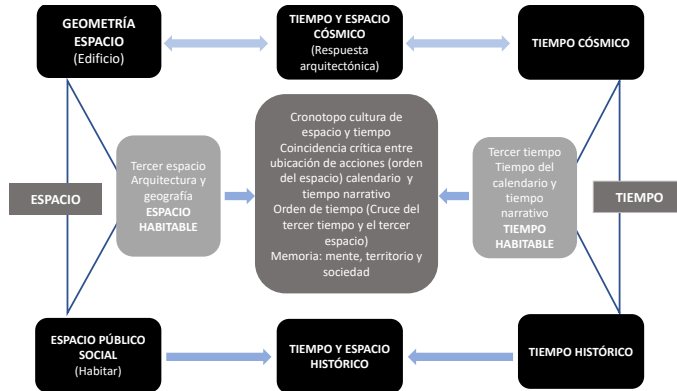 GEOMETRÍA
ESPACIO
(Edificio)
TIEMPO Y ESPACIO
CÓSMICO
(Respuesta
arquitectónica)
TIEMPO CÓSMICO
ESPACIO
Tercer espacio
Arquitectura y
geografía
ESPACIO
HABITABLE
Cronotopo cultura de
espacio y tiempo
Coincidencia crítica entre
ubicación de acciones (orden
del espacio) calendario y
tiempo narrativo
Orden de tiempo (Cruce del
tercer tiempo y el tercer
espacio)
Memoria: mente, territorio y
sociedad
Tercer tiempo
Tiempo del
calendario y
tiempo
narrativo
TIEMPO
HABITABLE
TIEMPO
ESPACIO PÚBLICO
SOCIAL
(Habitar)
TIEMPO Y ESPACIO
HISTÓRICO
TIEMPO HISTÓRICO